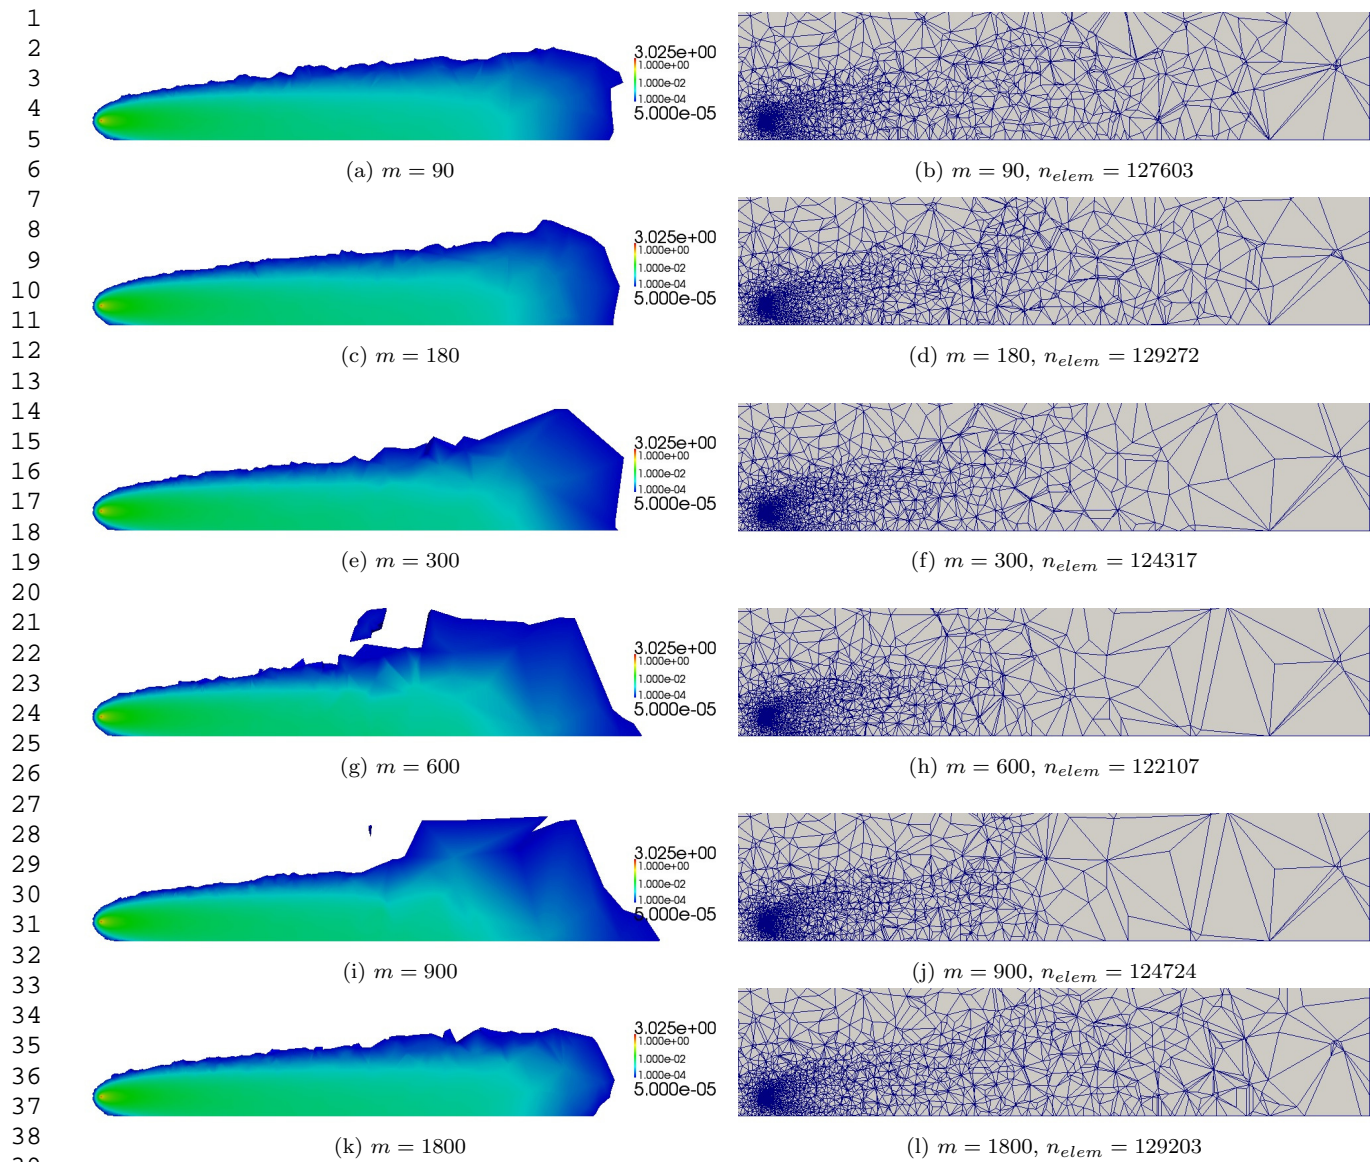 1
2
3
4
5
6
7
8
9
10
11
12
13
14
15
16
17
18
19
20
21
22
23
24
25
26
27
28
29
30
31
32
33
34
35
36
37
38
3.025e+00
1.000e+00
1.000e-02
1.000e-04
5.000e-05
(a) m = 90
(b) m = 90, n_elem = 127603
3.025e+00
1.000e+00
1.000e-02
1.000e-04
5.000e-05
(c) m = 180
(d) m = 180, n_elem = 129272
3.025e+00
1.000e+00
1.000e-02
1.000e-04
5.000e-05
(e) m = 300
(f) m = 300, n_elem = 124317
3.025e+00
1.000e+00
1.000e-02
1.000e-04
5.000e-05
(g) m = 600
(h) m = 600, n_elem = 122107
3.025e+00
1.000e+00
1.000e-02
1.000e-04
5.000e-05
(i) m = 900
(j) m = 900, n_elem = 124724
3.025e+00
1.000e+00
1.000e-02
1.000e-04
5.000e-05
(k) m = 1800
(l) m = 1800, n_elem = 129203